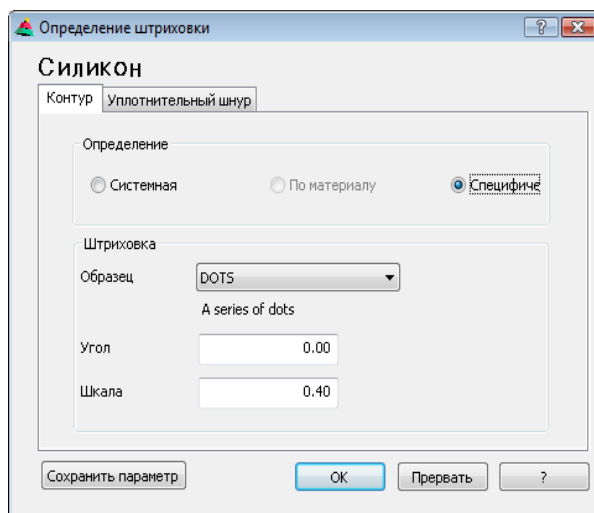 Определение штриховки
Силикон
Контур
Уплотнительный шнур
Определение
Системная
По материалу
Специфиче
Штриховка
Образец
DOTS
A series of dots
Угол
0.00
Шкала
0.40
Сохранить параметр
OK
Прервать
?